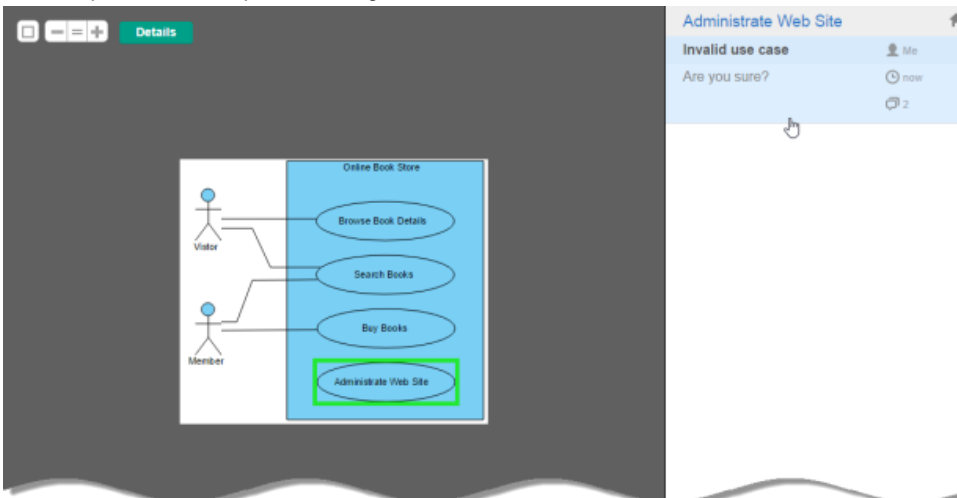 Details
Administrate Web Site
Invalid use case
Me
Are you sure?
now
2
Online Book Store
Browse Book Details
Visitor
Search Books
Buy Books
Member
Administrate Web Site